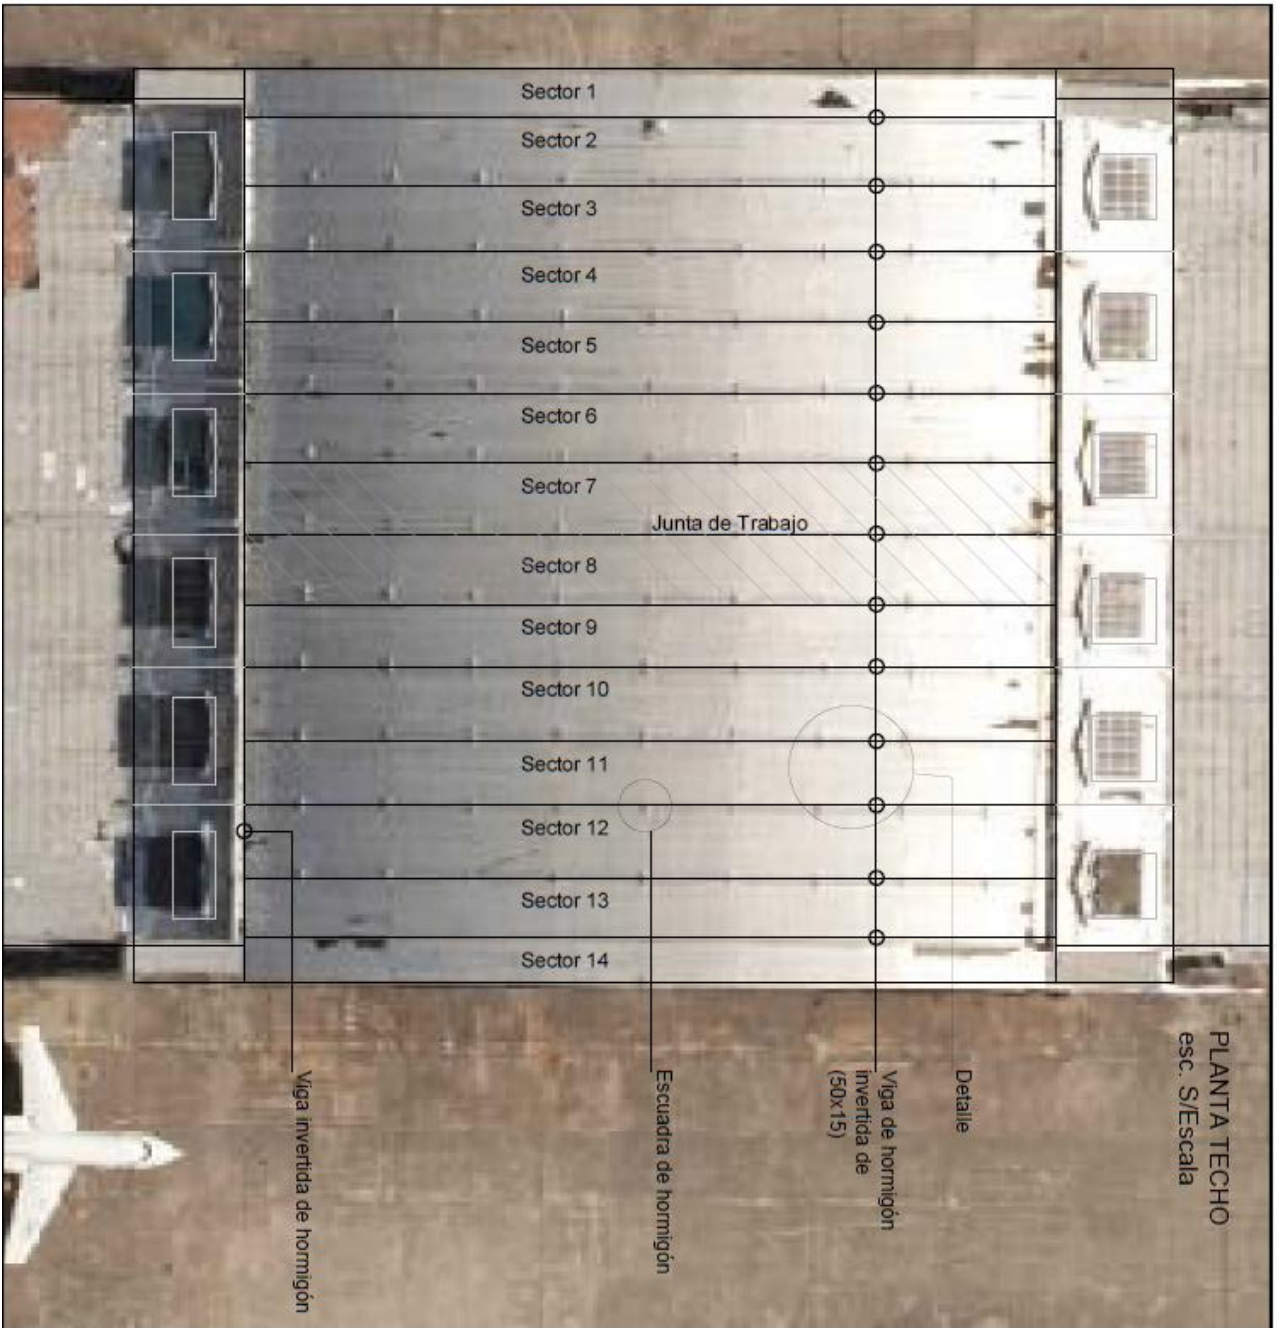 Sector 1
Sector 2
Sector 3
Sector 4
Sector 5
Sector 6
Sector 7
Junta de Trabajo
Sector 8
Sector 9
Sector 10
Sector 11
Sector 12
Sector 13
Sector 14
PLANTA TECHO
esc. S/Escala
Detalle
Viga de hormigón
invertida de
(50x15)
Escuadra de hormigón
Viga invertida de hormigón